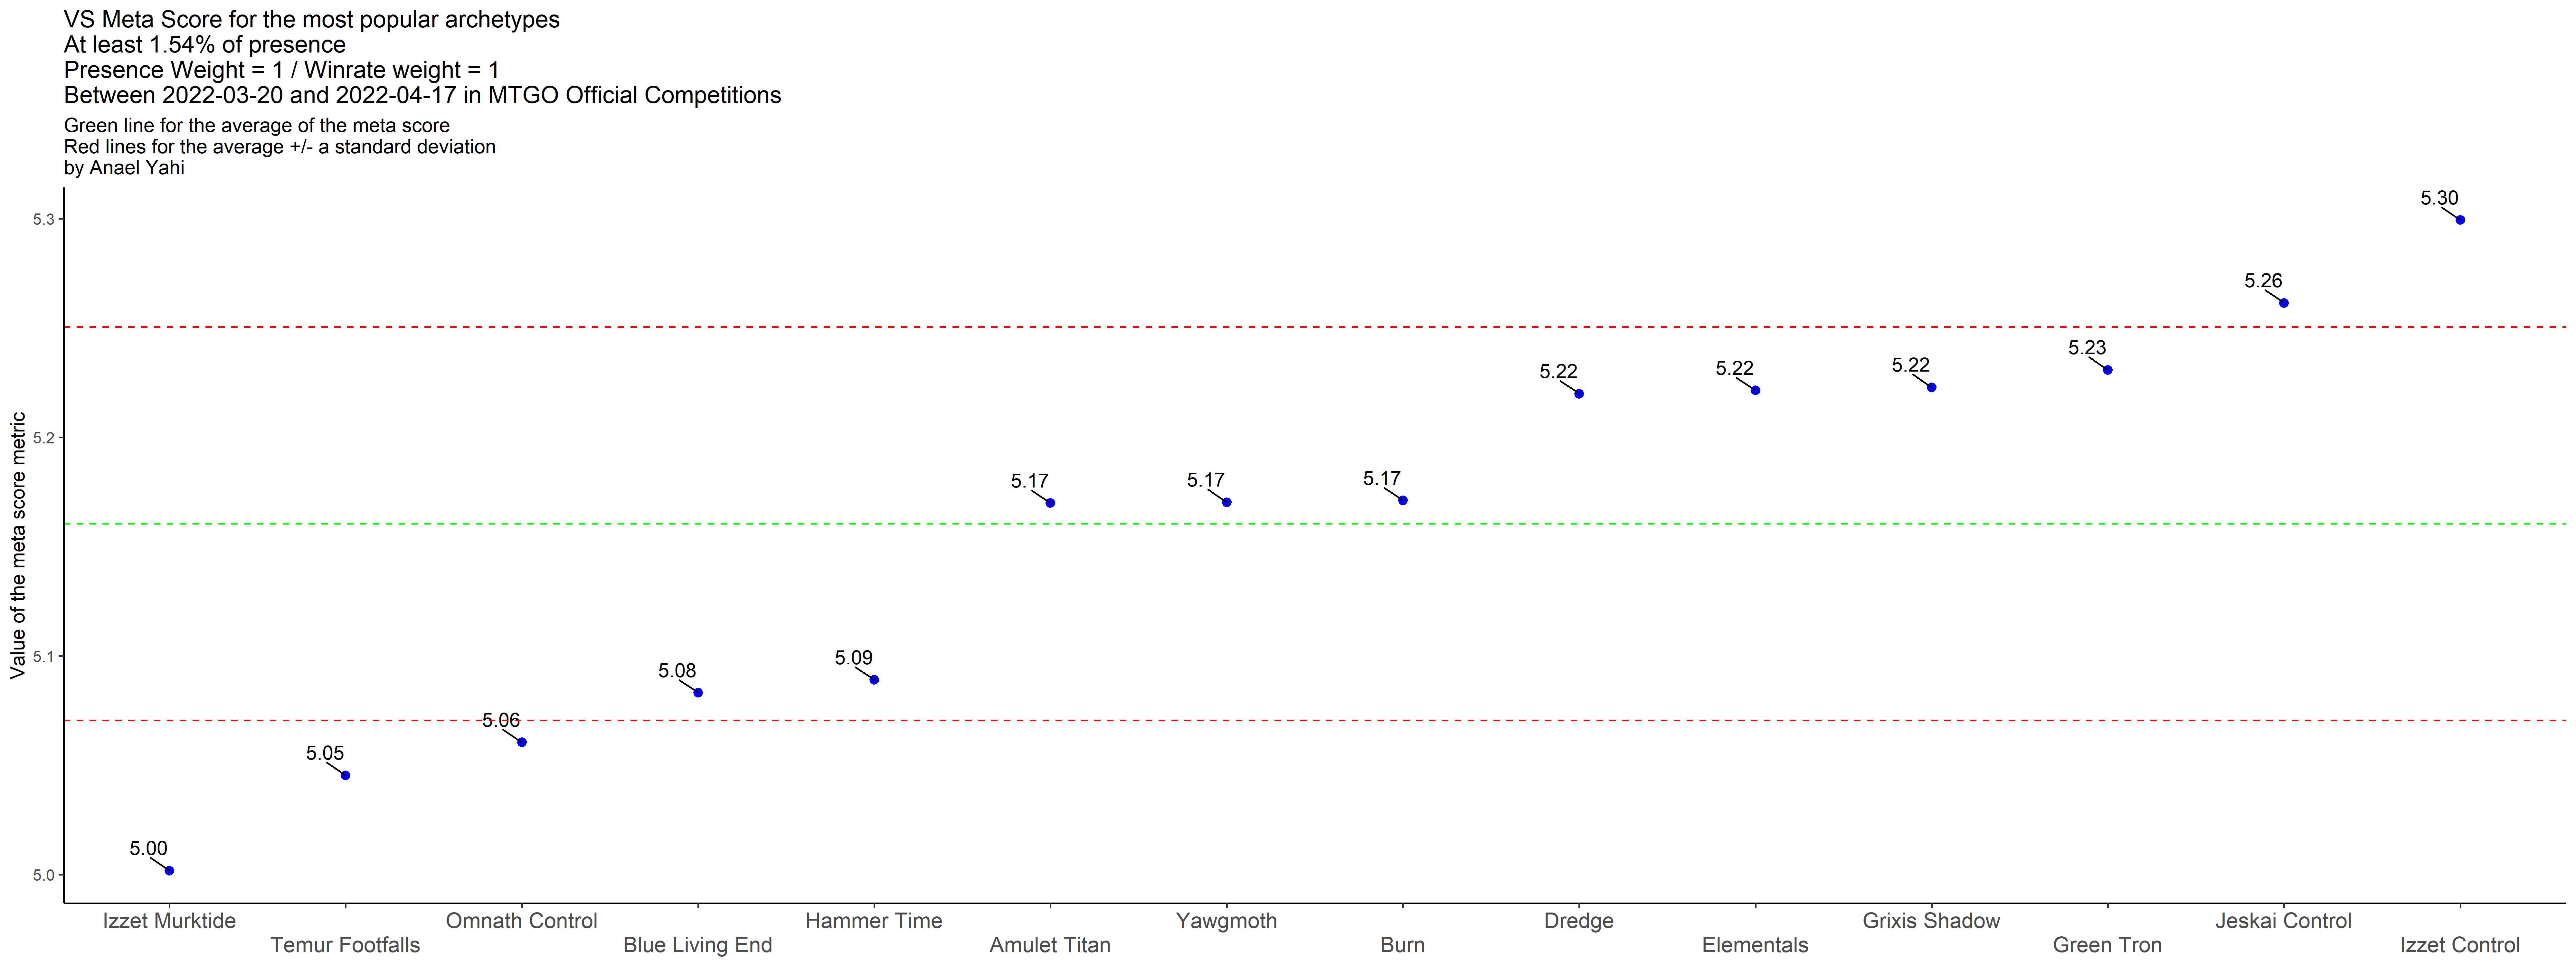 VS Meta Score for the most popular archetypes
At least 1.54% of presence
Presence Weight = 1 / Winrate weight = 1
Between 2022-03-20 and 2022-04-17 in MTGO Official Competitions
Green line for the average of the meta score
Red lines for the average +/- a standard deviation
by Anael Yahi
Value of the meta score metric
5.3
5.2
5.1
5.0
5.00
5.05
5.06
5.08
5.09
5.17
5.17
5.17
5.22
5.22
5.22
5.23
5.26
5.30
Izzet Murktide
Temur Footfalls
Omnath Control
Blue Living End
Hammer Time
Amulet Titan
Yawgmoth
Burn
Dredge
Elementals
Grixis Shadow
Green Tron
Jeskai Control
Izzet Control